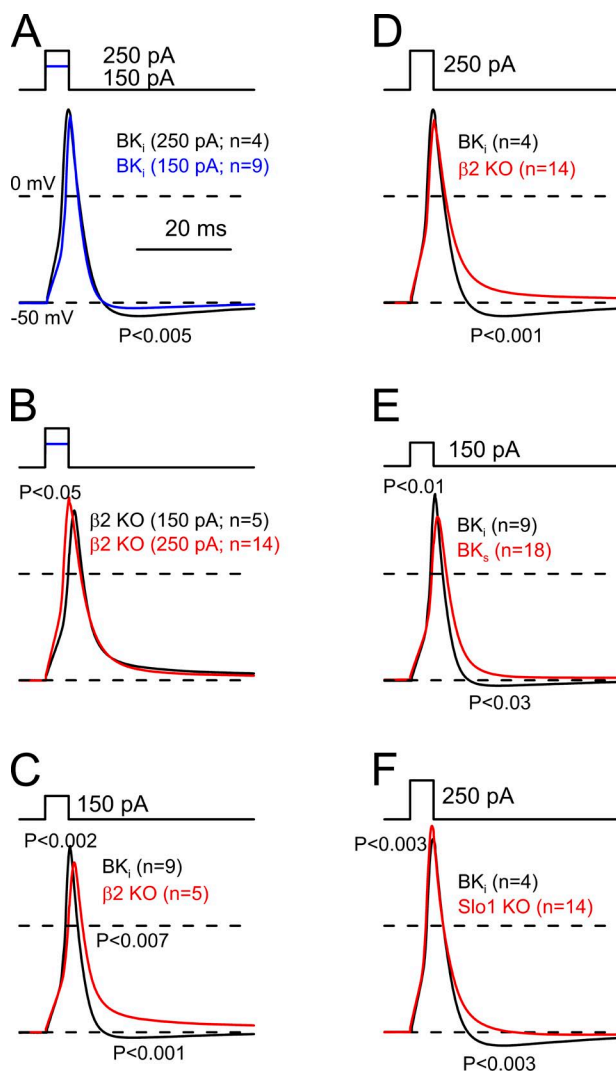 A
250 pA
150 pA
BKi (250 pA; n=4)
BKi (150 pA; n=9)
0 mV
20 ms
-50 mV
P<0.005
B
P<0.05
β2 KO (150 pA; n=5)
β2 KO (250 pA; n=14)
C
150 pA
P<0.002
BKi (n=9)
β2 KO (n=5)
P<0.007
P<0.001
D
250 pA
BKi (n=4)
β2 KO (n=14)
P<0.001
E
150 pA
P<0.01
BKi (n=9)
BKs (n=18)
P<0.03
F
250 pA
P<0.003
BKi (n=4)
Slo1 KO (n=14)
P<0.003